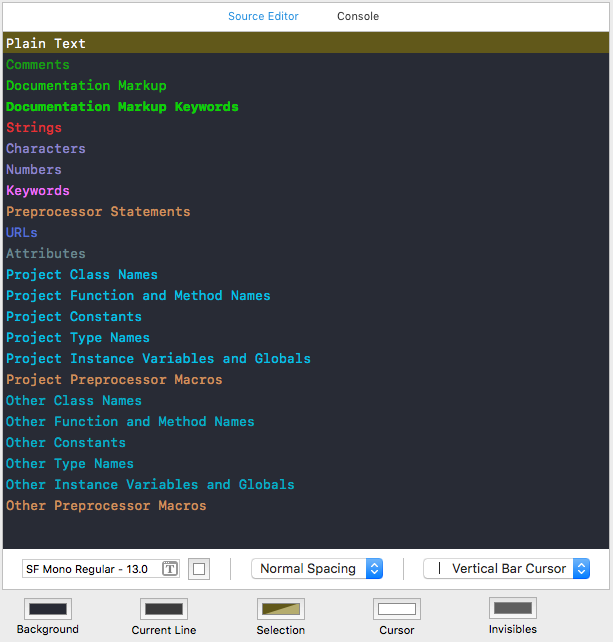 Source Editor Console
Plain Text
Comments
Documentation Markup
Documentation Markup Keywords
Strings
Characters
Numbers
Keywords
Preprocessor Statements
URLs
Attributes
Project Class Names
Project Function and Method Names
Project Constants
Project Type Names
Project Instance Variables and Globals
Project Preprocessor Macros
Other Class Names
Other Function and Method Names
Other Constants
Other Type Names
Other Instance Variables and Globals
Other Preprocessor Macros
SF Mono Regular - 13.0 T Normal Spacing Vertical Bar Cursor
Background Current Line Selection Cursor Invisibles